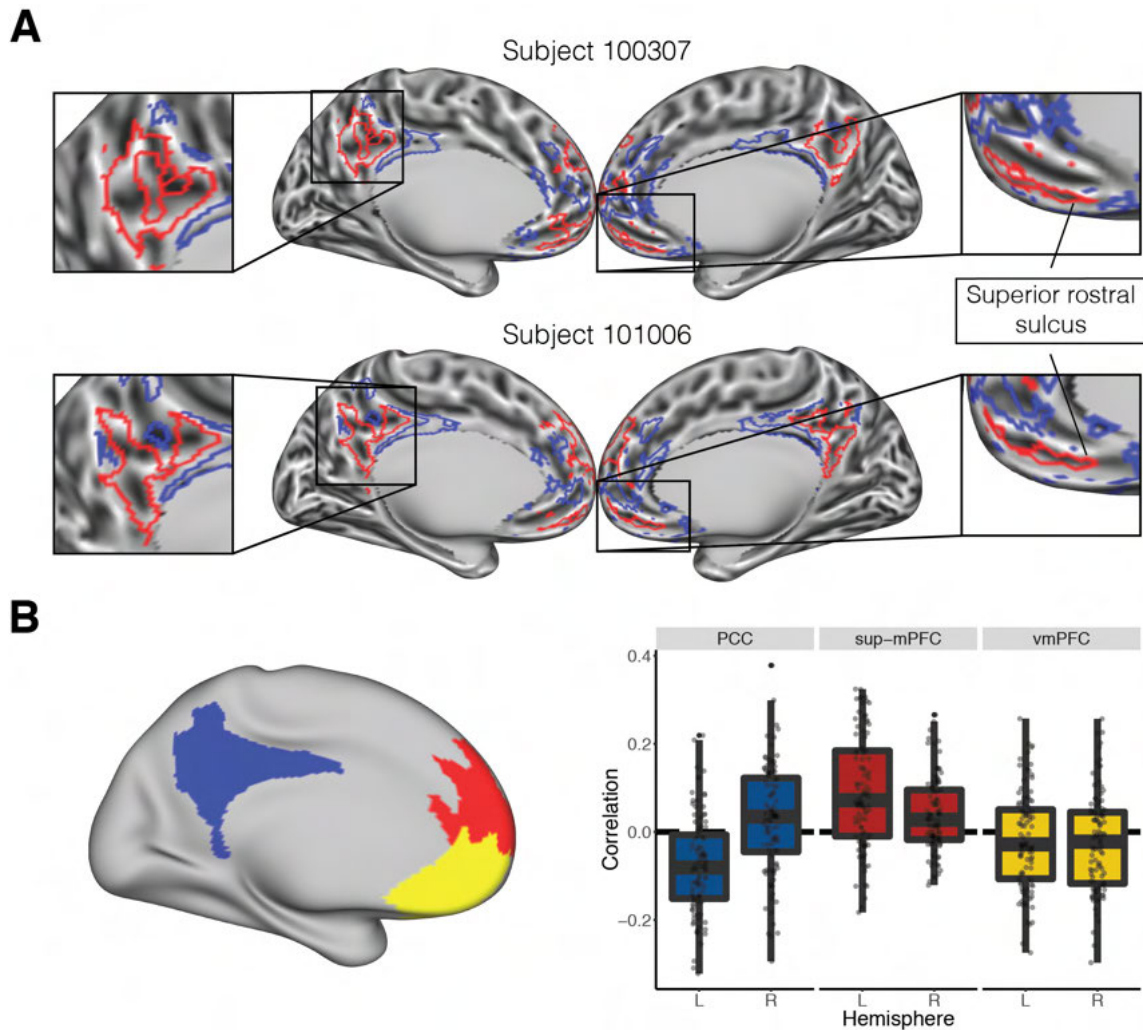 A
Subject 100307
Superior rostral
sulcus
Subject 101006
B
PCC
sup-mPFC
vmPFC
0.4
0.2
0.0
-0.2
Correlation
L
R
L
R
L
R
Hemisphere